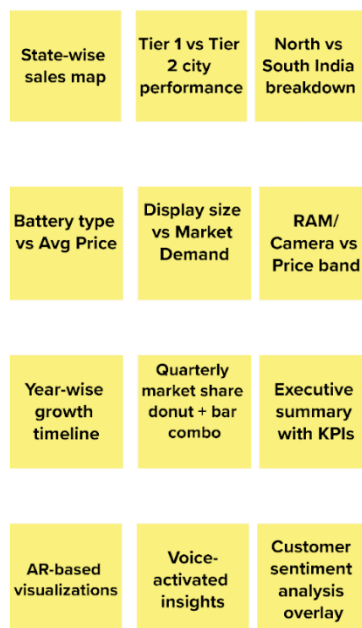 State-wise
sales map
Tier 1 vs Tier
2 city
performance
North vs
South India
breakdown
Battery type
vs Avg Price
Display size
vs Market
Demand
RAM/
Camera vs
Price band
Year-wise
growth
timeline
Quarterly
market share
donut + bar
combo
Executive
summary
with KPIs
AR-based
visualizations
Voice-
activated
insights
Customer
sentiment
analysis
overlay